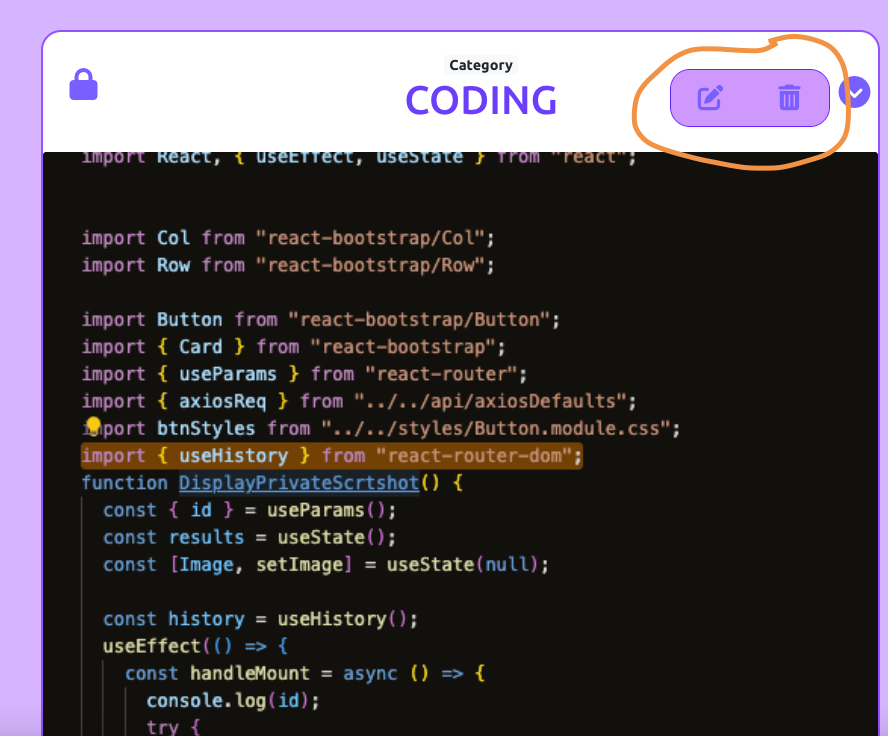 Category
CODING
import React, { useEffect, useState } from "react";
import Col from "react-bootstrap/Col";
import Row from "react-bootstrap/Row";
import Button from "react-bootstrap/Button";
import { Card } from "react-bootstrap";
import { useParams } from "react-router";
import { axiosReq } from "../../api/axiosDefaults";
import btnStyles from "../../styles/Button.module.css";
import { useHistory } from "react-router-dom";
function DisplayPrivateScrtshot() {
const { id } = useParams();
const results = useState();
const [Image, setImage] = useState(null);
const history = useHistory();
useEffect(() => {
const handleMount = async () => {
console.log(id);
try {